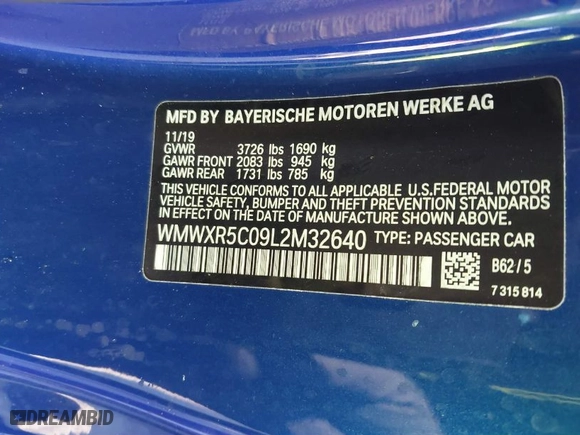 MFD BY BAYERISCHE MOTOREN WERKE AG
11/19
GVWR 3726 lbs 1690 kg
GAWR FRONT 2083 lbs 945 kg
GAWR REAR 1731 lbs 785 kg
THIS VEHICLE CONFORMS TO ALL APPLICABLE U.S.FEDERAL MOTOR
VEHICLE SAFETY, BUMPER AND THEFT PREVENTION STANDARDS
IN EFFECT ON THE DATE OF MANUFACTURE SHOWN ABOVE.
WMWXR5C09L2M32640 TYPE: PASSENGER CAR
B62/5
7 315 814
DREAMBID